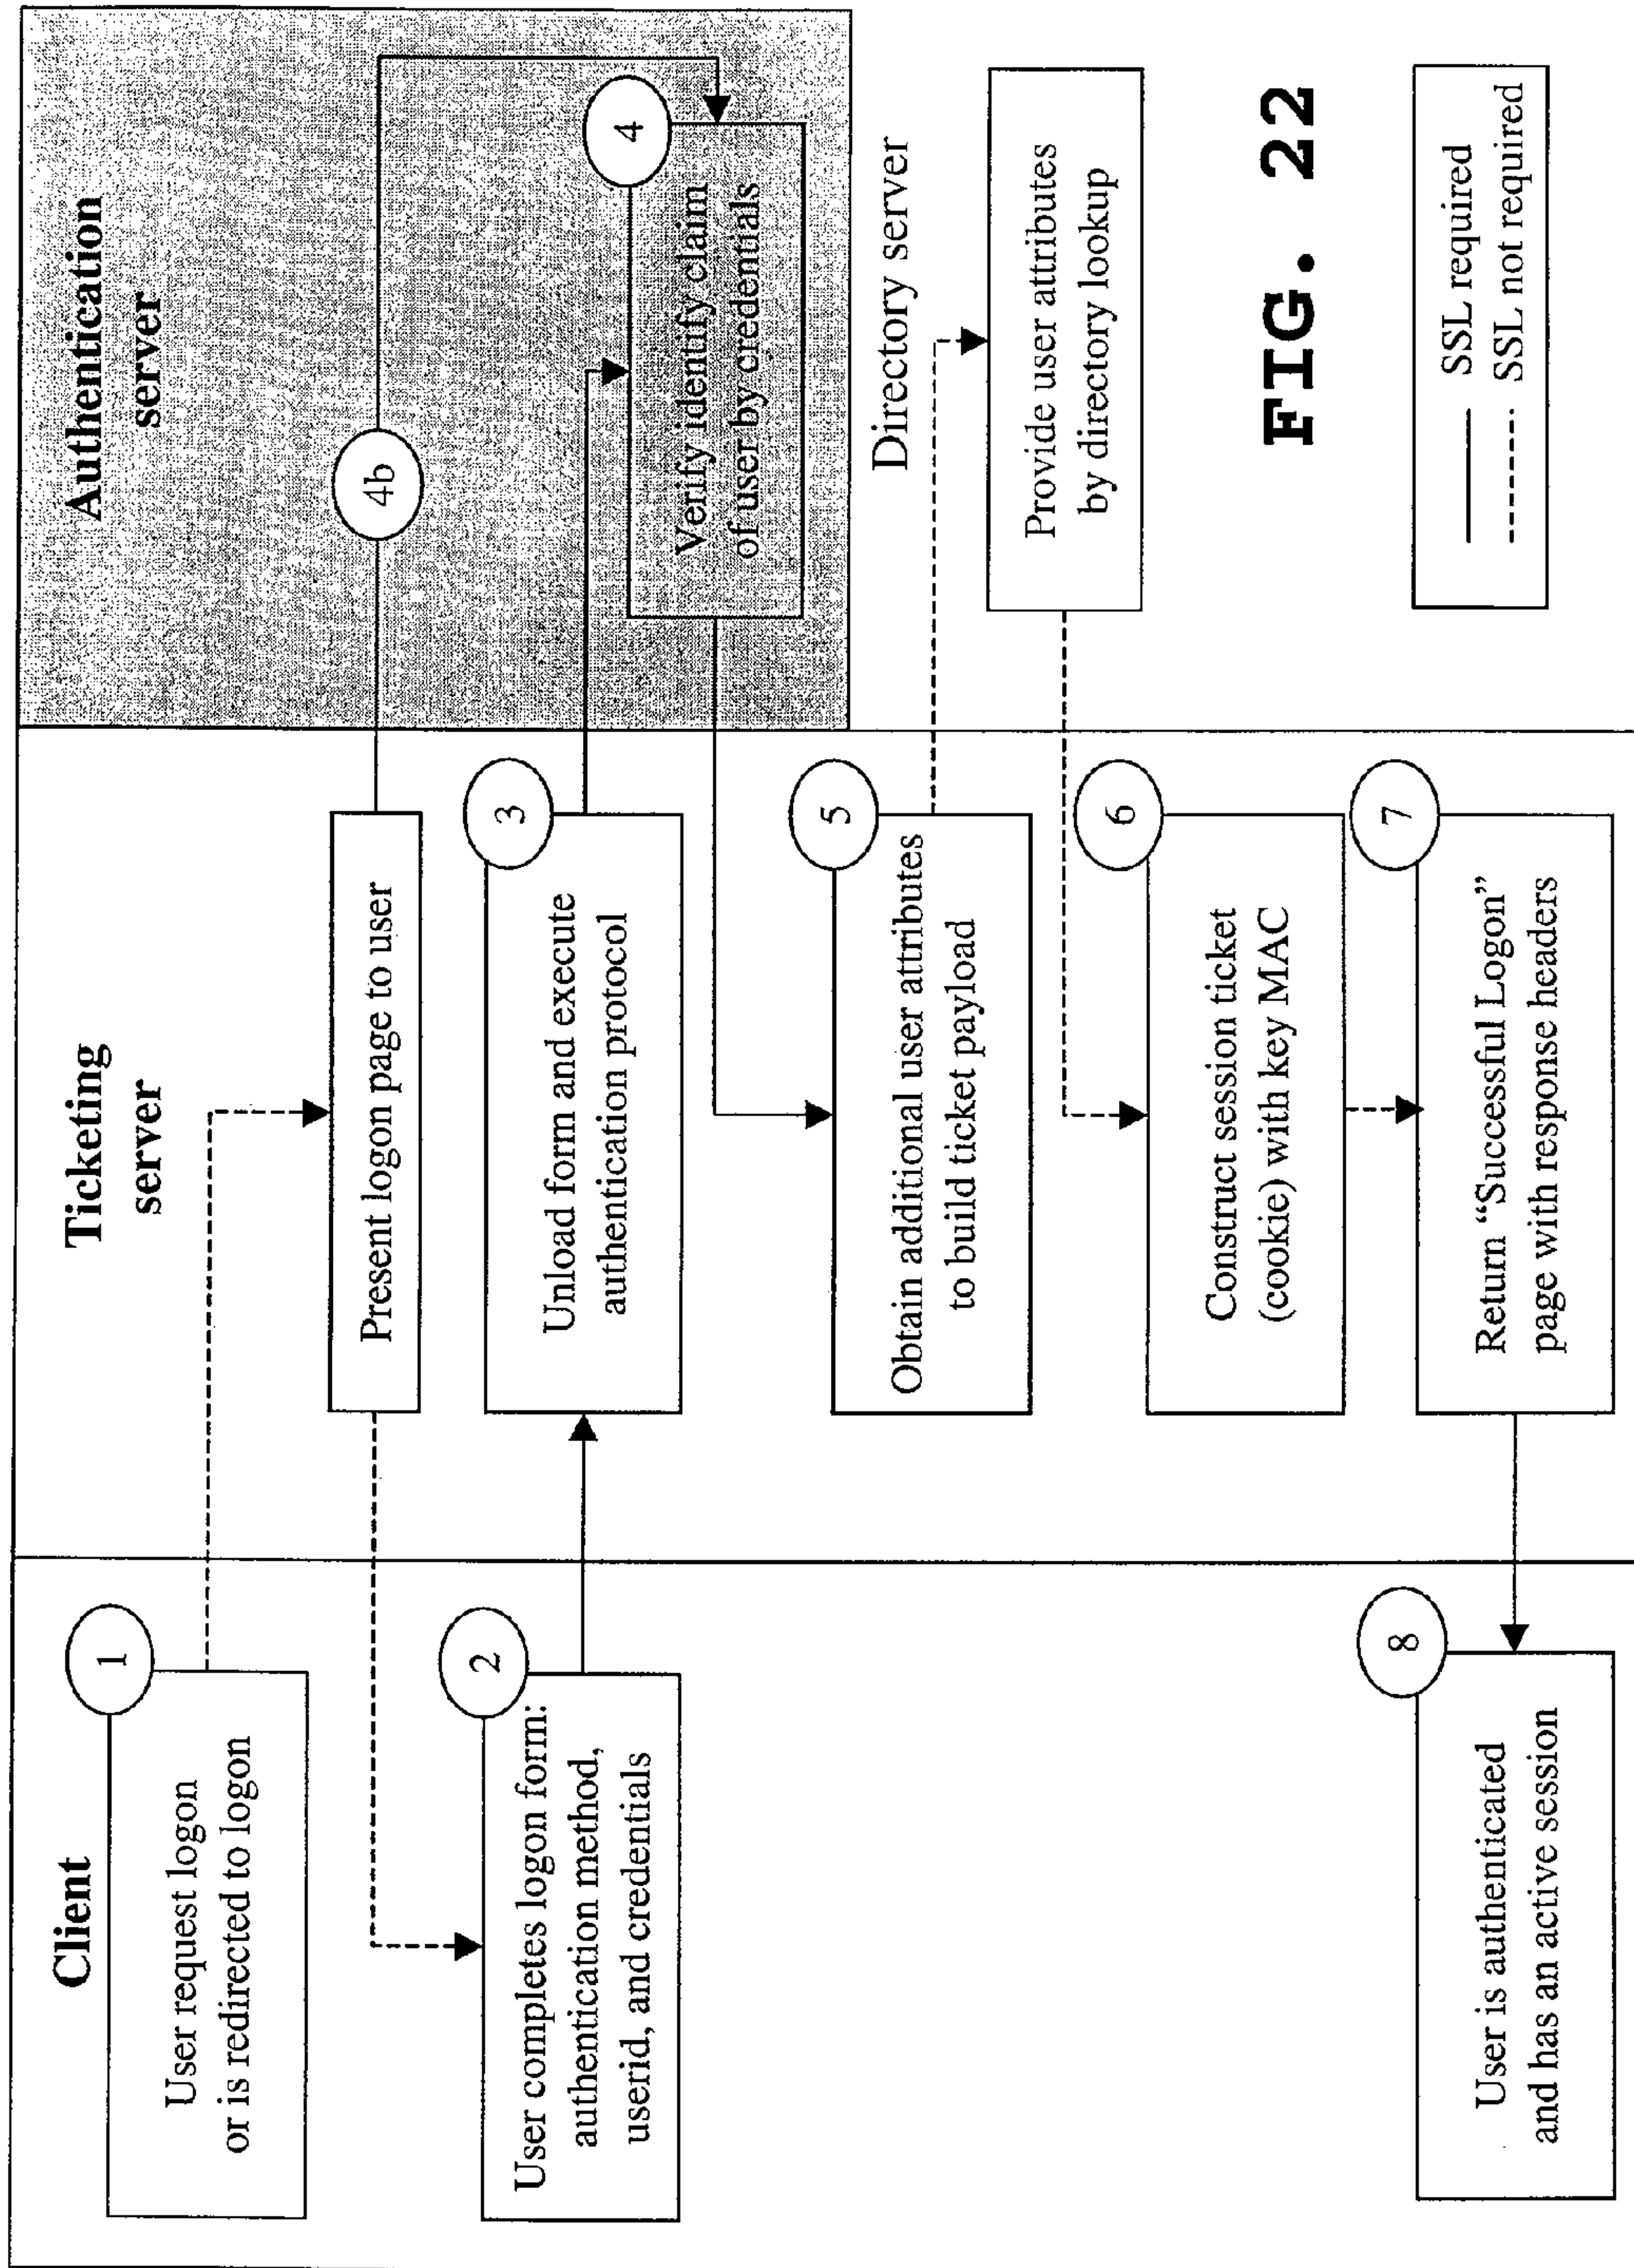 Client
1
User request logon
or is redirected to logon
2
User completes logon form:
authentication method,
userid, and credentials
8
User is authenticated
and has an active session
Ticketing
server
Present logon page to user
3
Unload form and execute
authentication protocol
5
Obtain additional user attributes
to build ticket payload
6
Construct session ticket
(cookie) with key MAC
7
Return “Successful Logon”
page with response headers
Authentication
server
4b
4
Verify identify claim
of user by credentials
Directory server
Provide user attributes
by directory lookup
FIG. 22
SSL required
SSL not required